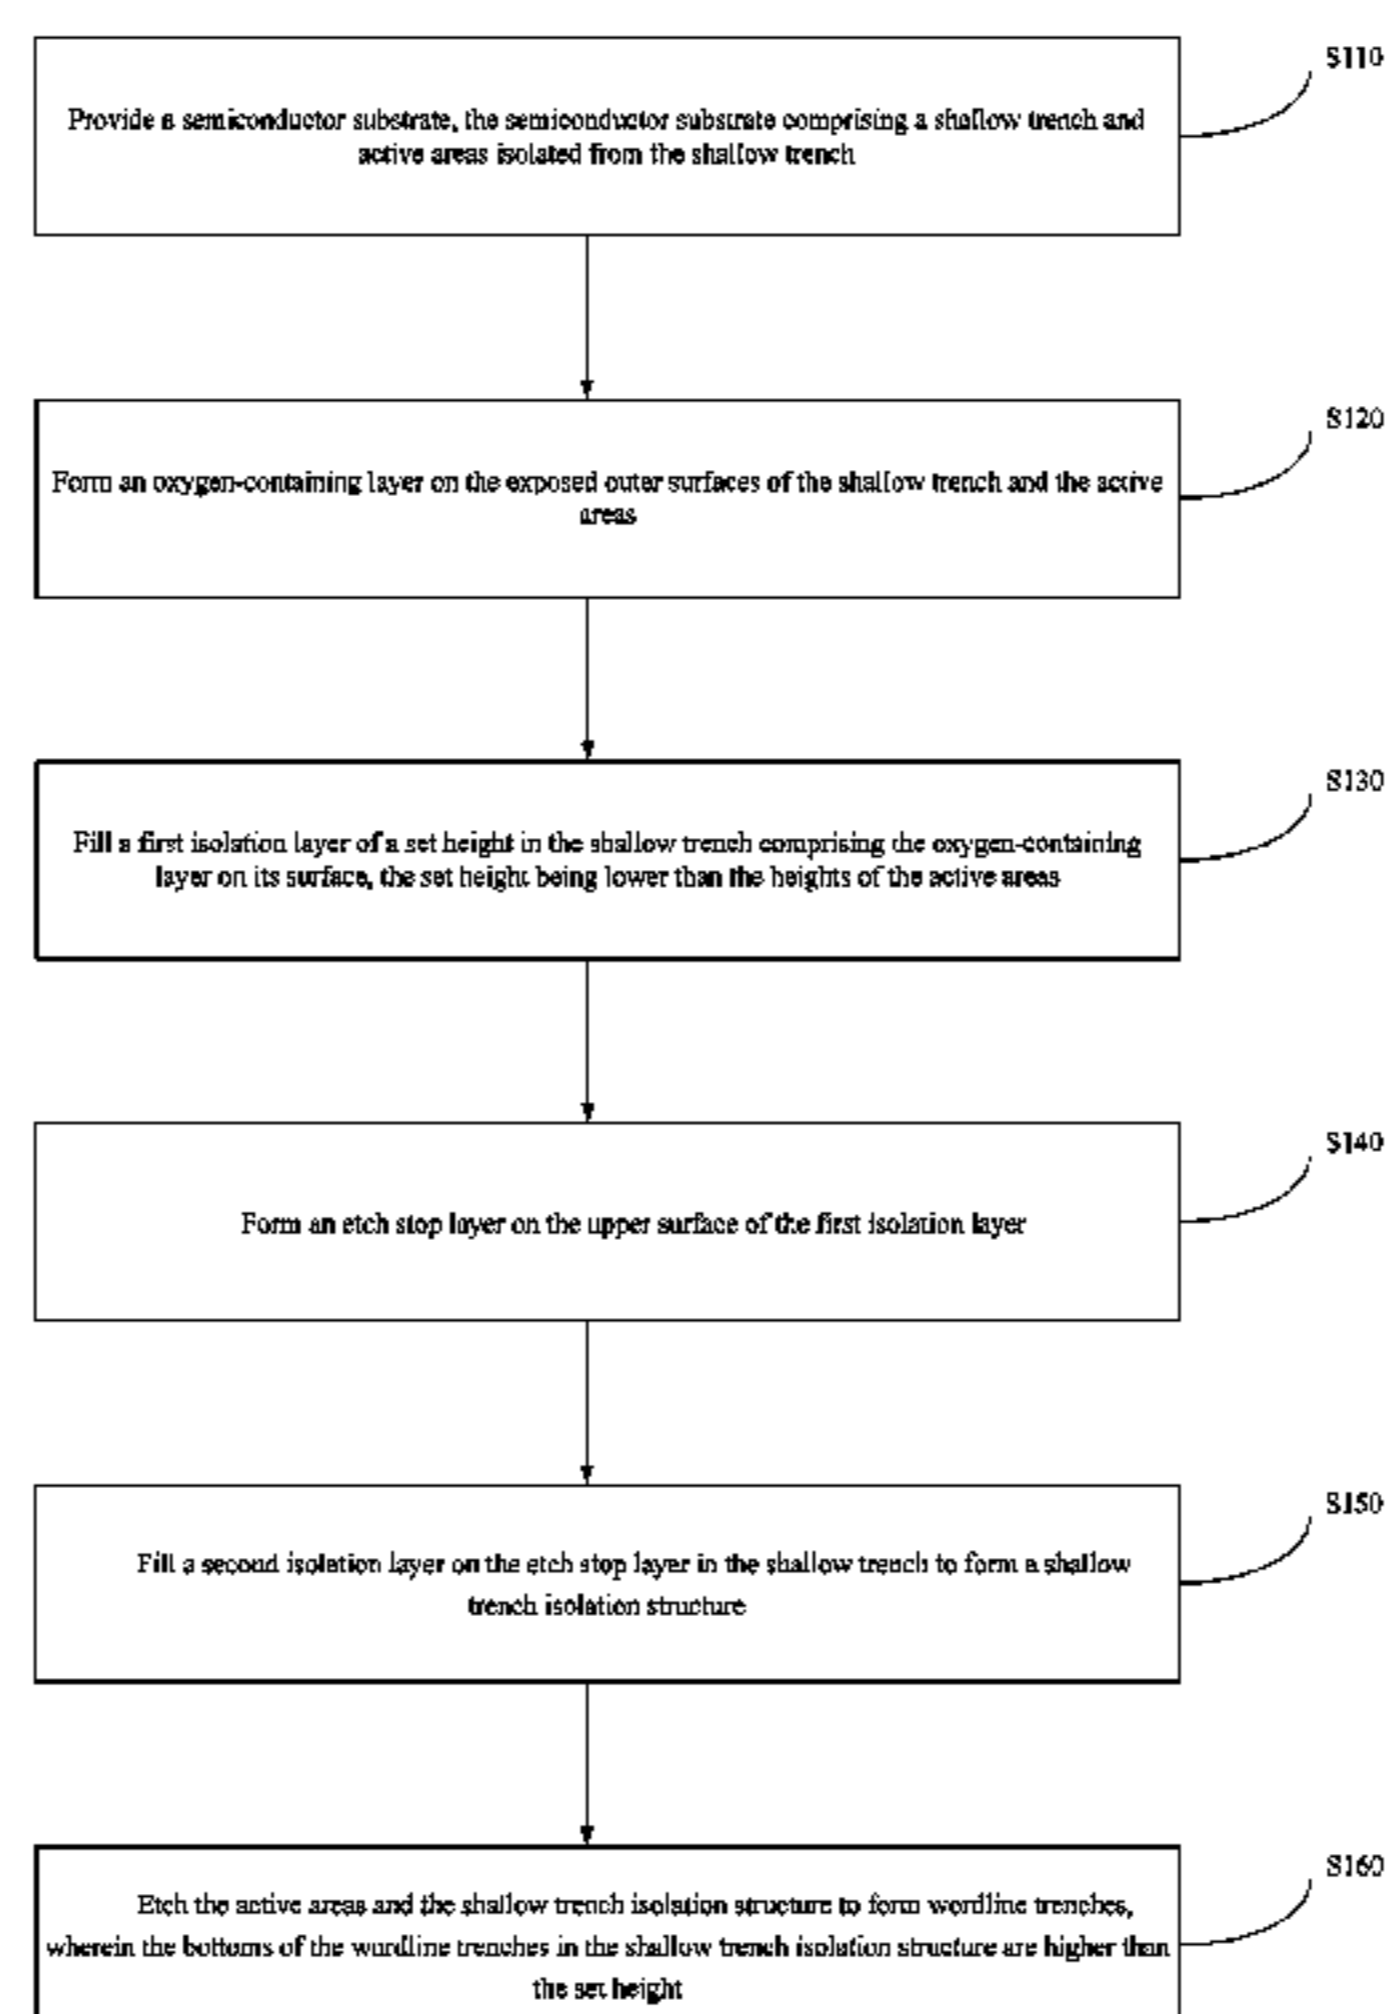 S110
Provide a semiconductor substrate, the semiconductor substrate comprising a shallow trench and
active areas isolated from the shallow trench
S120
Form an oxygen-containing layer on the exposed outer surfaces of the shallow trench and the active
areas
S130
Fill a first isolation layer of a set height in the shallow trench comprising the oxygen-containing
layer on its surface, the set height being lower than the heights of the active areas
S140
Form an etch stop layer on the upper surface of the first isolation layer
S150
Fill a second isolation layer on the etch stop layer in the shallow trench to form a shallow
trench isolation structure
S160
Etch the active areas and the shallow trench isolation structure to form wordline trenches,
wherein the bottoms of the wordline trenches in the shallow trench isolation structure are higher than
the set height